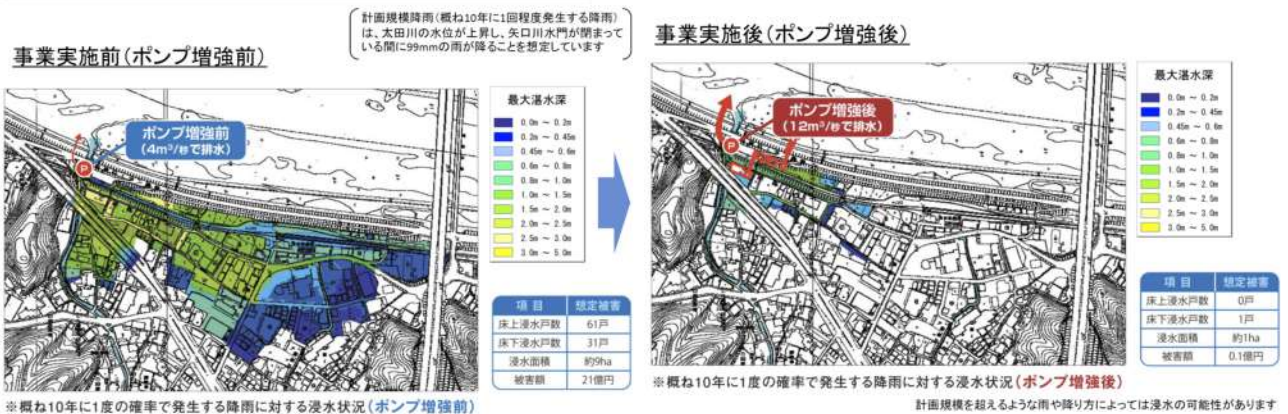 計画規模降雨(概ね10年に1回程度発生する降雨)
は、太田川の水位が上昇し、矢口川水門が閉まって
いる間に99mmの雨が降ることを想定しています
事業実施前(ポンプ増強前)
ポンプ増強前
(4m³/秒で排水)
P
最大湛水深
0.0m ～ 0.2m
0.2m ～ 0.45m
0.45m ～ 0.6m
0.6m ～ 0.8m
0.8m ～ 1.0m
1.0m ～ 1.5m
1.5m ～ 2.0m
2.0m ～ 2.5m
2.5m ～ 3.0m
3.0m ～ 5.0m
項目 想定被害
床上浸水戸数 61戸
床下浸水戸数 31戸
浸水面積 約9ha
被害額 21億円
※概ね10年に1度の確率で発生する降雨に対する浸水状況(ポンプ増強前)
事業実施後(ポンプ増強後)
ポンプ増強後
(12m³/秒で排水)
P
最大湛水深
0.0m ～ 0.2m
0.2m ～ 0.45m
0.45m ～ 0.6m
0.6m ～ 0.8m
0.8m ～ 1.0m
1.0m ～ 1.5m
1.5m ～ 2.0m
2.0m ～ 2.5m
2.5m ～ 3.0m
3.0m ～ 5.0m
項目 想定被害
床上浸水戸数 0戸
床下浸水戸数 1戸
浸水面積 約1ha
被害額 0.1億円
※概ね10年に1度の確率で発生する降雨に対する浸水状況(ポンプ増強後)
計画規模を超えるような雨や降り方によっては浸水の可能性があります